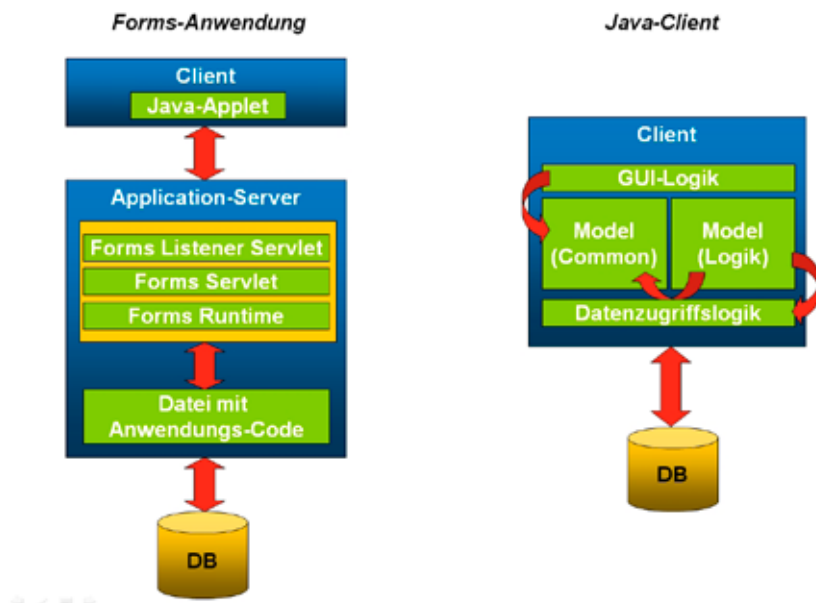 Forms-Anwendung
Client
Java-Applet
Application-Server
Forms Listener Servlet
Forms Servlet
Forms Runtime
Datei mit
Anwendungs-Code
DB
Java-Client
Client
GUI-Logik
Model
(Common)
Model
(Logik)
Datenzugriffslogik
DB